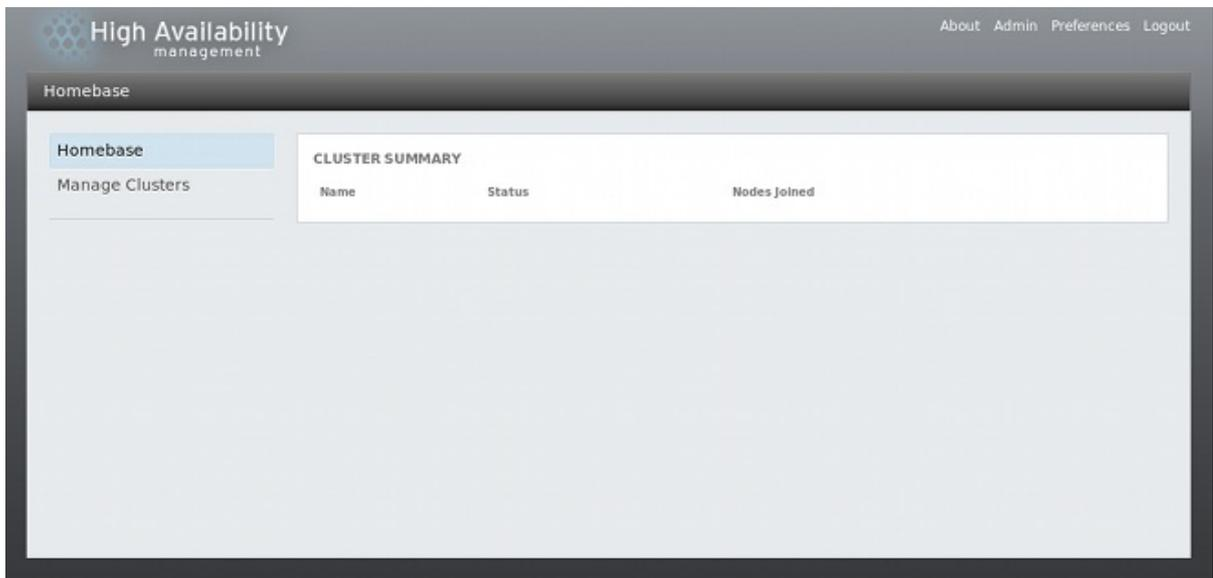 High Availability
management
About Admin Preferences Logout
Homebase
Homebase
Manage Clusters
CLUSTER SUMMARY
Name Status Nodes Joined